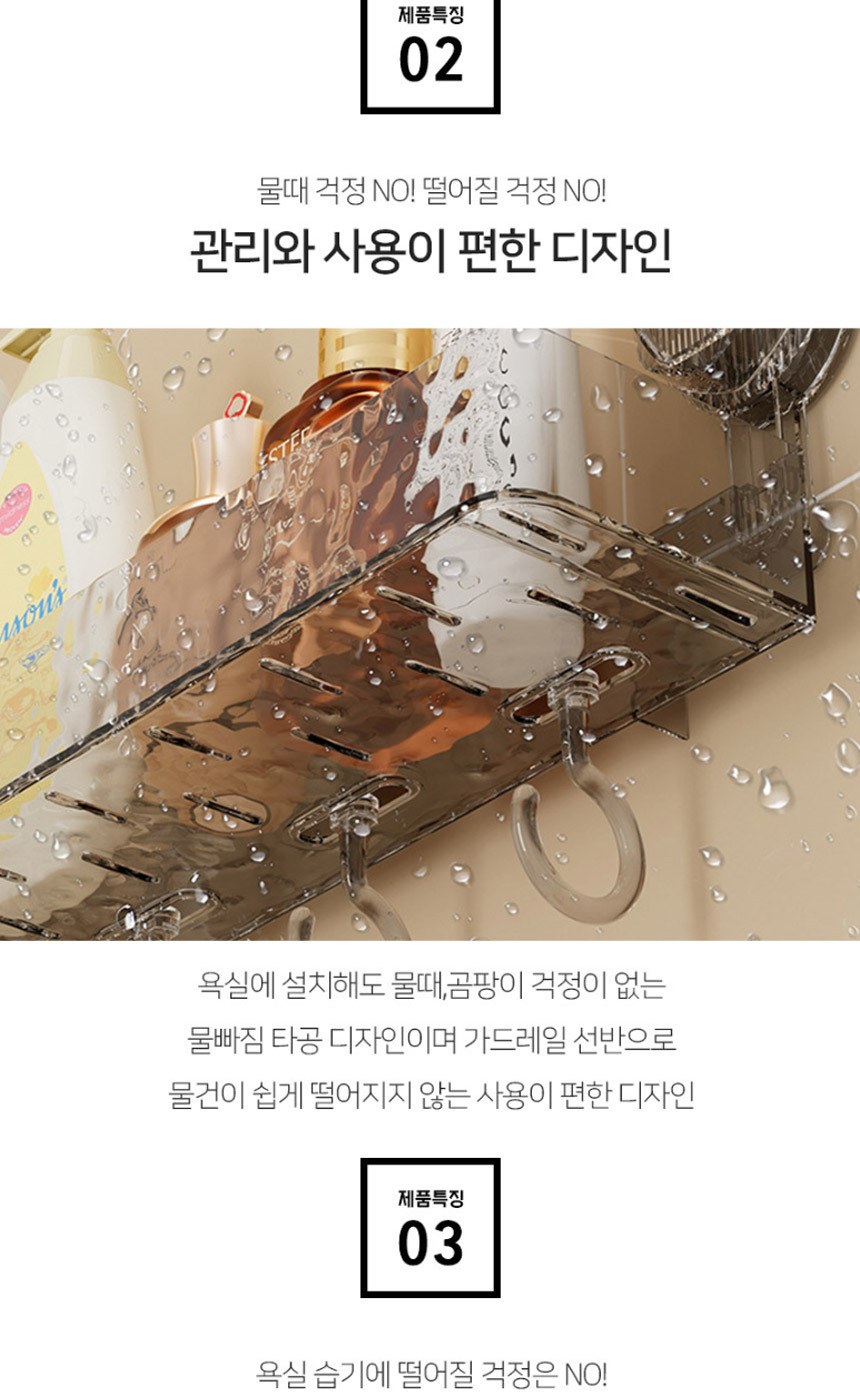 제품특징
02
물때 걱정 NO! 떨어질 걱정 NO!
관리와 사용이 편한 디자인
욕실에 설치해도 물때,곰팡이 걱정이 없는
물빠짐 타공 디자인이며 가드레일 선반으로
물건이 쉽게 떨어지지 않는 사용이 편한 디자인
제품특징
03
욕실 습기에 떨어질 걱정은 NO!